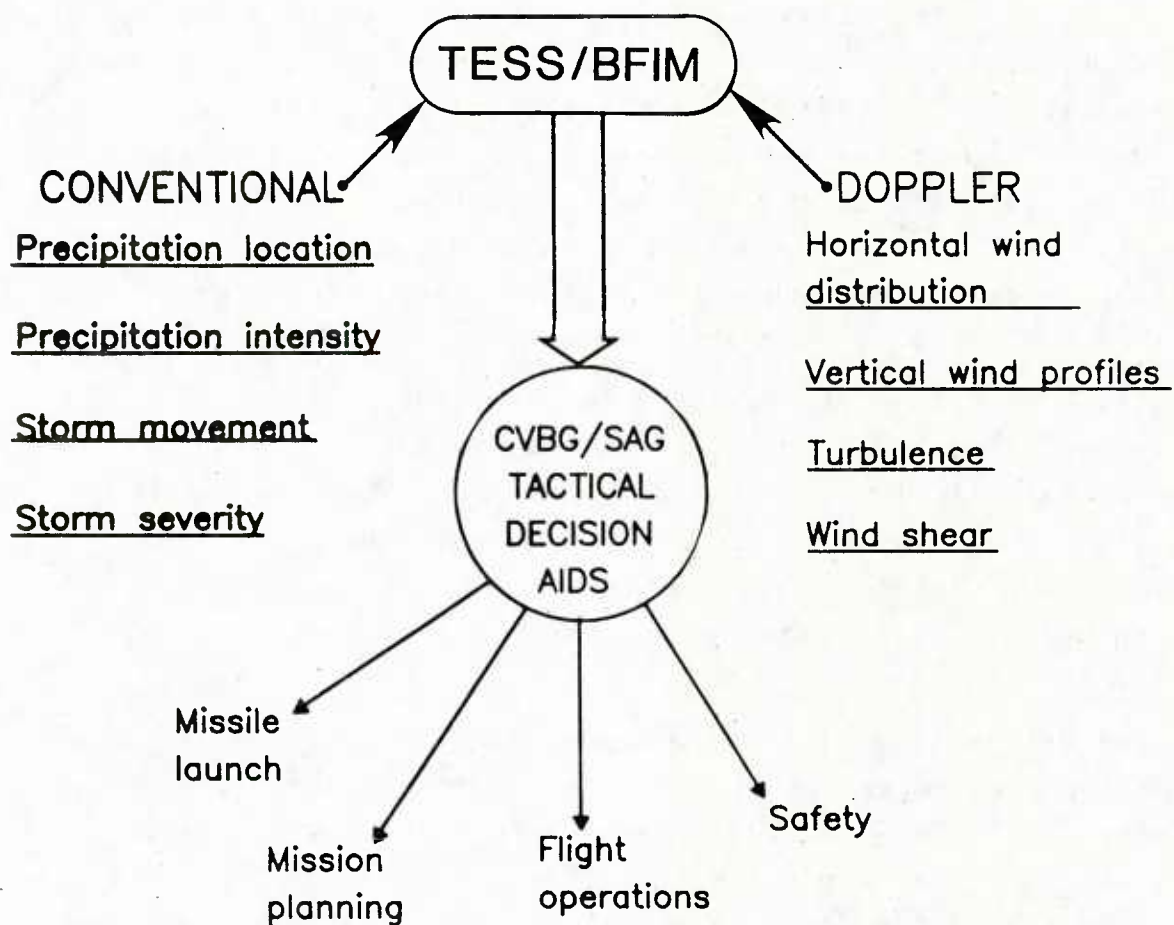 TESS/BFIM
CONVENTIONAL
Precipitation location
Precipitation intensity
Storm movement
Storm severity
DOPPLER
Horizontal wind
distribution
Vertical wind profiles
Turbulence
Wind shear
CVBG/SAG
TACTICAL
DECISION
AIDS
Missile
launch
Mission
planning
Flight
operations
Safety